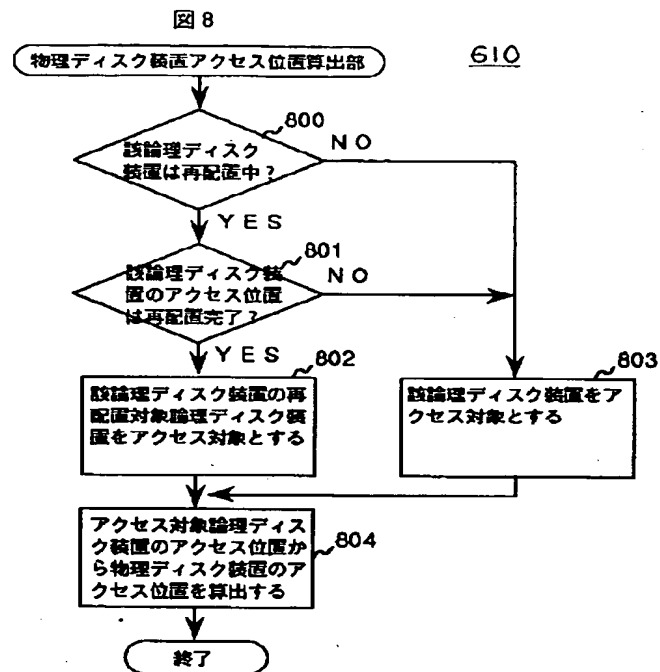 図8
物理ディスク装置アクセス位置算出部
610
800
該論理ディスク
装置は再配置中?
NO
YES
801
該論理ディスク装
置のアクセス位置
は再配置完了?
NO
YES
802
該論理ディスク装置の再
配置対象論理ディスク装
置をアクセス対象とする
803
該論理ディスク装置をア
クセス対象とする
アクセス対象論理ディス
ク装置のアクセス位置か
ら物理ディスク装置のア
クセス位置を算出する
804
終了